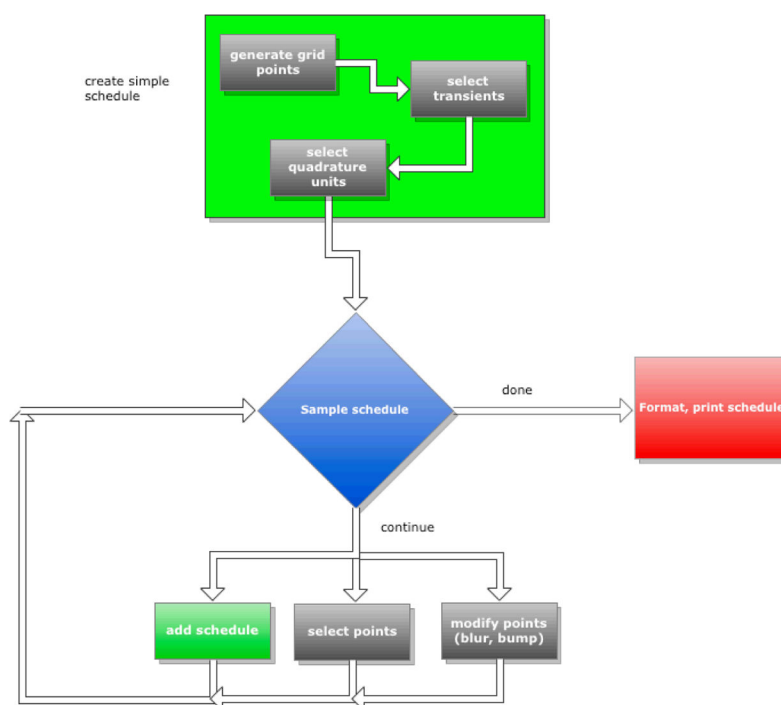 generate grid
points
create simple
schedule
select
transients
select
quadrature
units
Sample schedule
done
Format, print schedule
continue
add schedule
select points
modify points
(blur, bump)